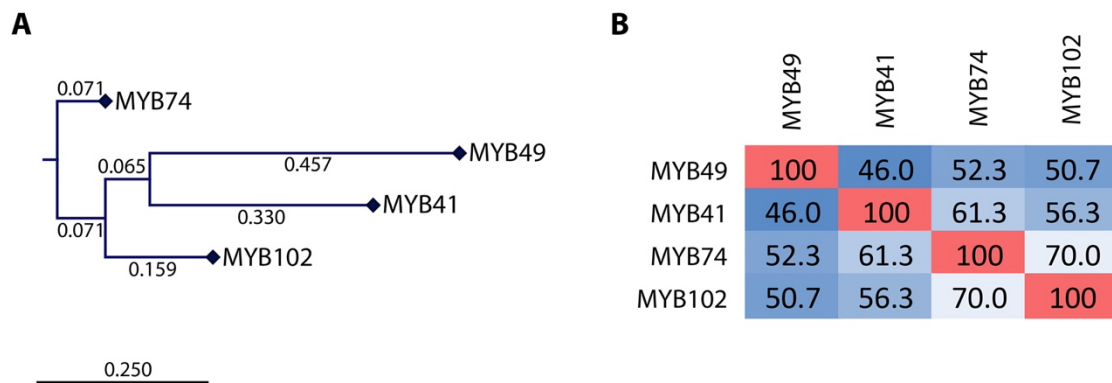 A
0.071
MYB74
0.065
0.457
MYB49
0.330
MYB41
0.071
0.159
MYB102
0.250
B
MYB49 MYB41 MYB74 MYB102
MYB49 100 46.0 52.3 50.7
MYB41 46.0 100 61.3 56.3
MYB74 52.3 61.3 100 70.0
MYB102 50.7 56.3 70.0 100